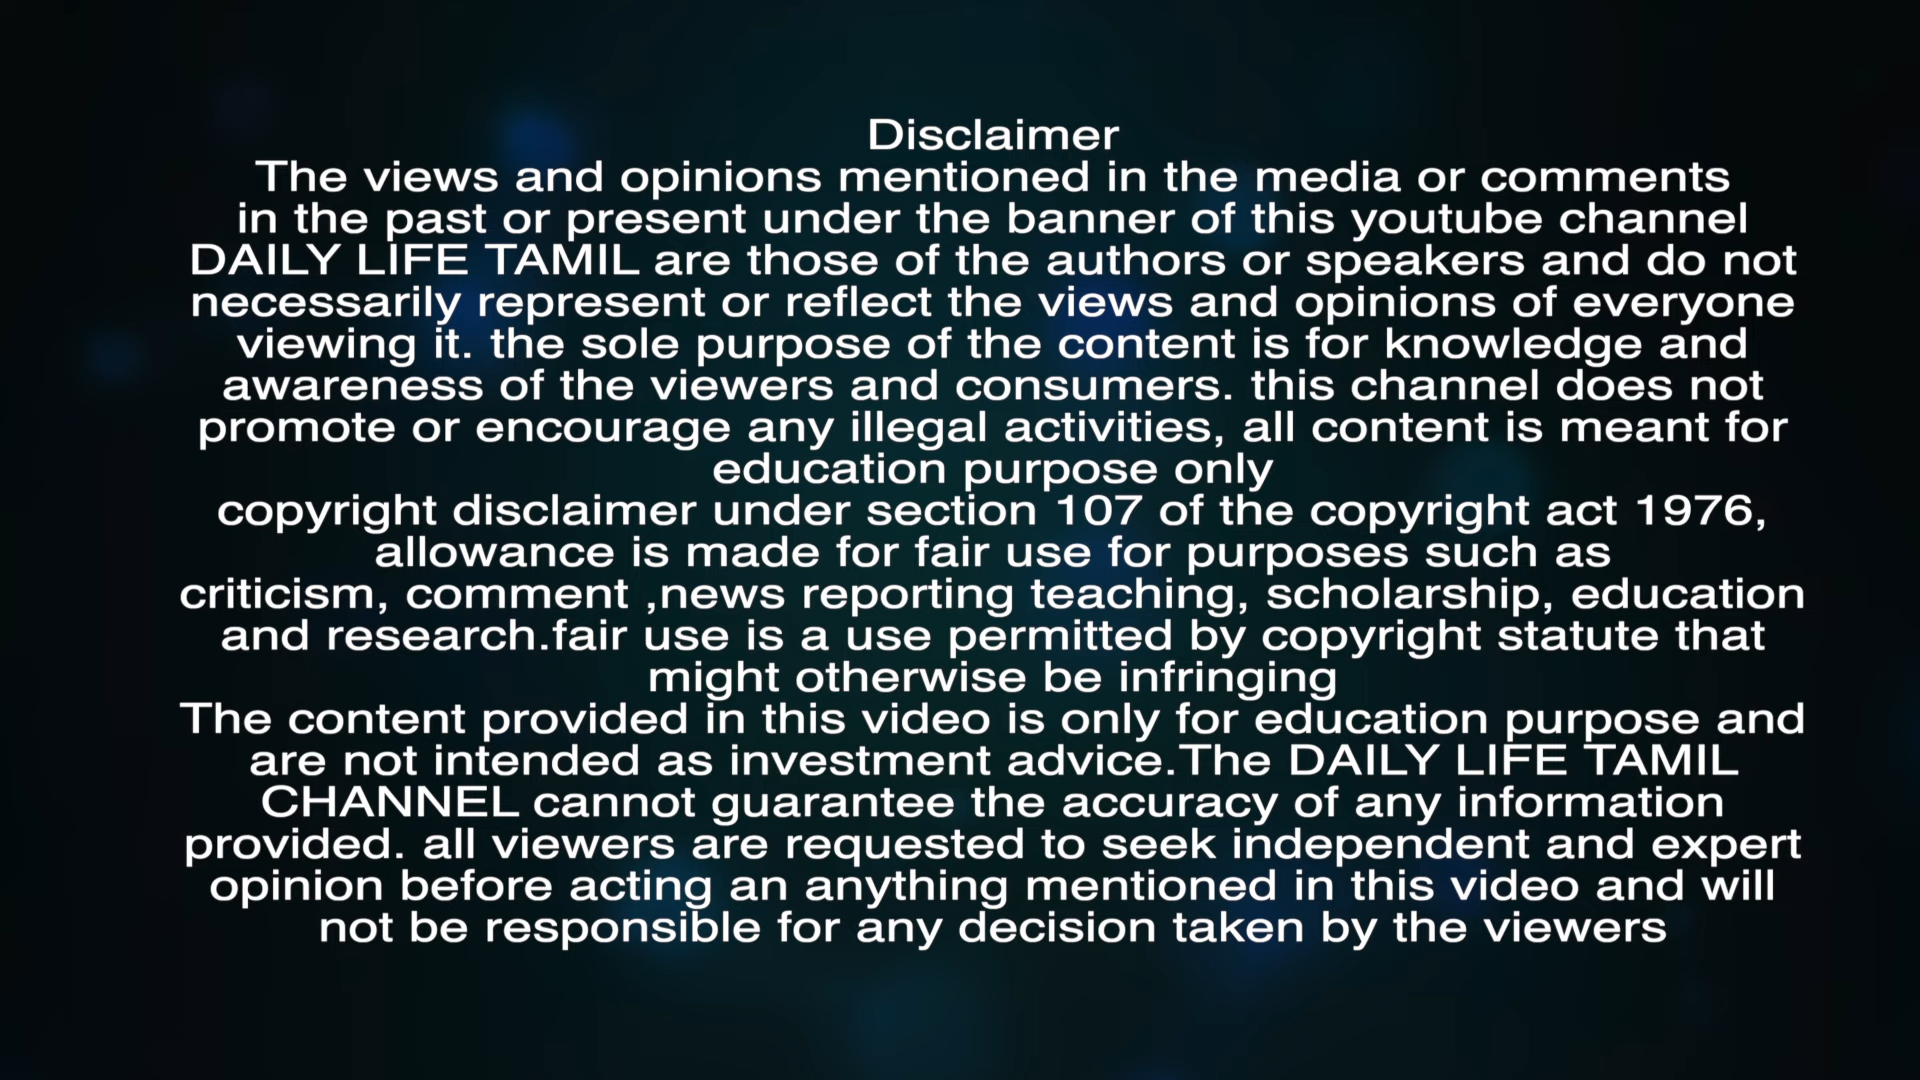 Disclaimer
The views and opinions mentioned in the media or comments
in the past or present under the banner of this youtube channel
DAILY LIFE TAMIL are those of the authors or speakers and do not
necessarily represent or reflect the views and opinions of everyone
viewing it. the sole purpose of the content is for knowledge and
awareness of the viewers and consumers. this channel does not
promote or encourage any illegal activities, all content is meant for
education purpose only
copyright disclaimer under section 107 of the copyright act 1976,
allowance is made for fair use for purposes such as
criticism, comment ,news reporting teaching, scholarship, education
and research.fair use is a use permitted by copyright statute that
might otherwise be infringing
The content provided in this video is only for education purpose and
are not intended as investment advice.The DAILY LIFE TAMIL
CHANNEL cannot guarantee the accuracy of any information
provided. all viewers are requested to seek independent and expert
opinion before acting an anything mentioned in this video and will
not be responsible for any decision taken by the viewers